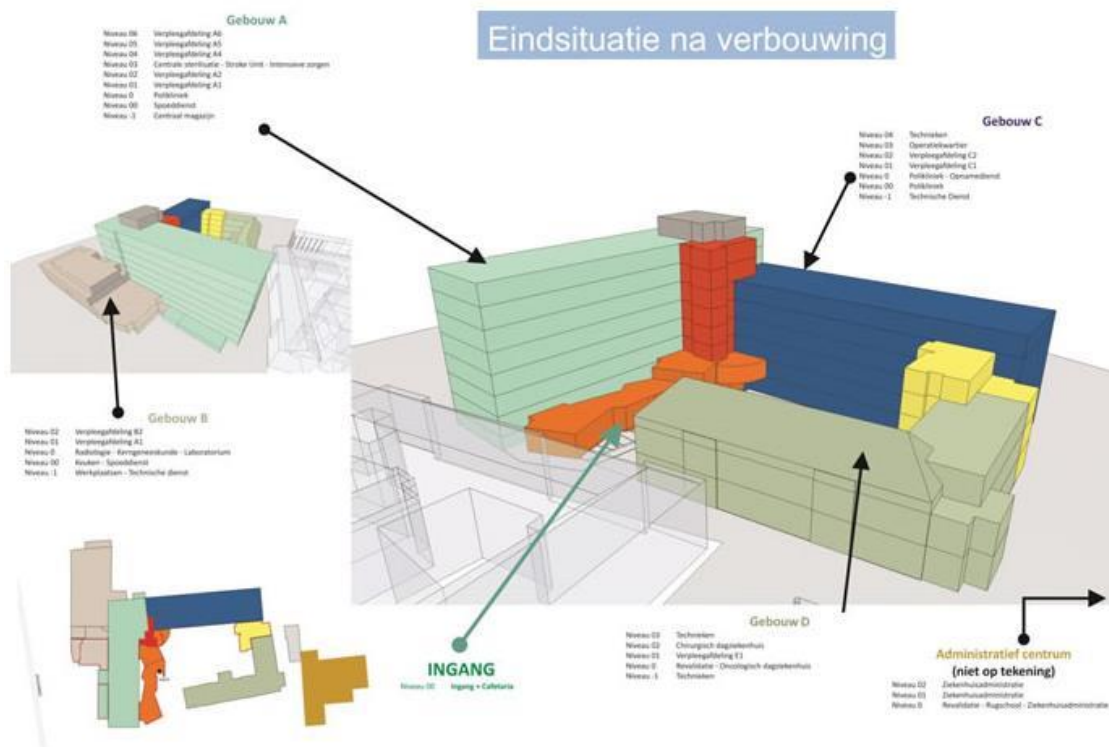 Eindsituatie na verbouwing
Gebouw A
Niveau 06 Verpleegafdeling A6
Niveau 05 Verpleegafdeling A5
Niveau 04 Verpleegafdeling A4
Niveau 03 Centrale sterilisatie - Stroke Unit - Intensieve zorgen
Niveau 02 Verpleegafdeling A2
Niveau 01 Verpleegafdeling A1
Niveau 0 Polikliniek
Niveau 00 Spoeddienst
Niveau -1 Centraal magazijn
Gebouw C
Niveau 04 Technieken
Niveau 03 Operatiekwartier
Niveau 02 Verpleegafdeling C2
Niveau 01 Verpleegafdeling C1
Niveau 0 Polikliniek - Opnamedienst
Niveau 00 Polikliniek
Niveau -1 Technische Dienst
Gebouw B
Niveau 02 Verpleegafdeling B2
Niveau 01 Verpleegafdeling A1
Niveau 0 Radiologie - Kerngeneeskunde - Laboratorium
Niveau 00 Keuken - Spoeddienst
Niveau -1 Werkplaatsen - Technische dienst
INGANG
Niveau 00 Ingang + Cafetaria
Gebouw D
Niveau 03 Technieken
Niveau 02 Chirurgisch dagziekenhuis
Niveau 01 Verpleegafdeling E1
Niveau 0 Revalidatie - Oncologisch dagziekenhuis
Niveau -1 Technieken
Administratief centrum
(niet op tekening)
Niveau 02 Ziekenhuisadministratie
Niveau 01 Ziekenhuisadministratie
Niveau 0 Revalidatie - Rugschool - Ziekenhuisadministratie